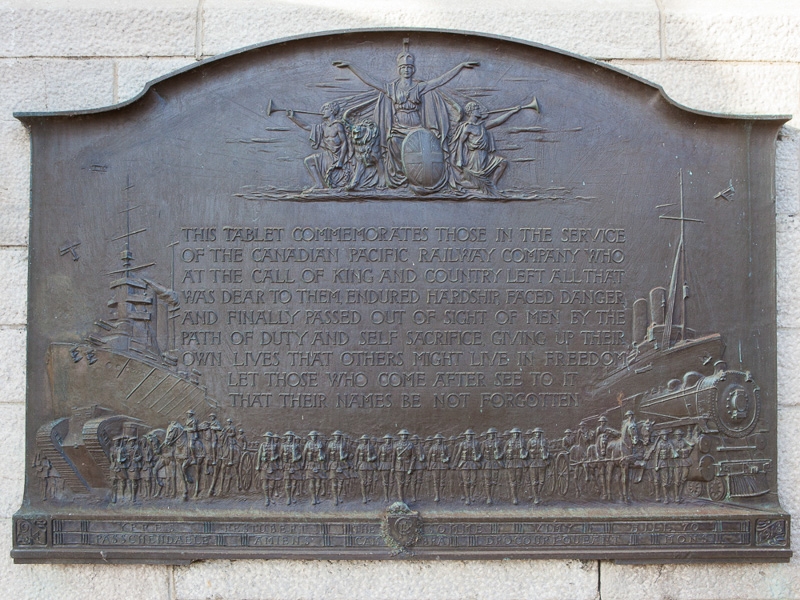 THIS TABLET COMMEMORATES THOSE IN THE SERVICE
OF THE CANADIAN PACIFIC RAILWAY COMPANY WHO
AT THE CALL OF KING AND COUNTRY LEFT ALL THAT
WAS DEAR TO THEM, ENDURED HARDSHIP, FACED DANGER
AND FINALLY PASSED OUT OF SIGHT OF MEN BY THE
PATH OF DUTY AND SELF SACRIFICE GIVING UP THEIR
OWN LIVES THAT OTHERS MIGHT LIVE IN FREEDOM
LET THOSE WHO COME AFTER SEE TO IT
THAT THEIR NAMES BE NOT FORGOTTEN
YPRES VIMY
PASSCHENDAELE AMIENS MONS